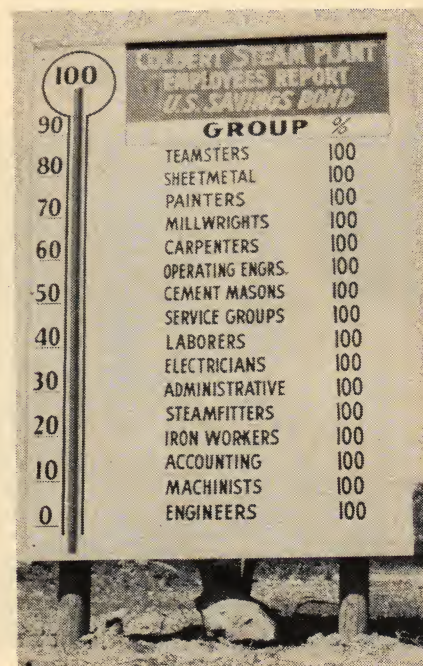 COLBERT STEAM PLANT
EMPLOYEES REPORT
U.S. SAVINGS BOND
GROUP %
TEAMSTERS 100
SHEETMETAL 100
PAINTERS 100
MILLWRIGHTS 100
CARPENTERS 100
OPERATING ENGRS. 100
CEMENT MASONS 100
SERVICE GROUPS 100
LABORERS 100
ELECTRICIANS 100
ADMINISTRATIVE 100
STEAMFITTERS 100
IRON WORKERS 100
ACCOUNTING 100
MACHINISTS 100
ENGINEERS 100
100
90
80
70
60
50
40
30
20
10
0